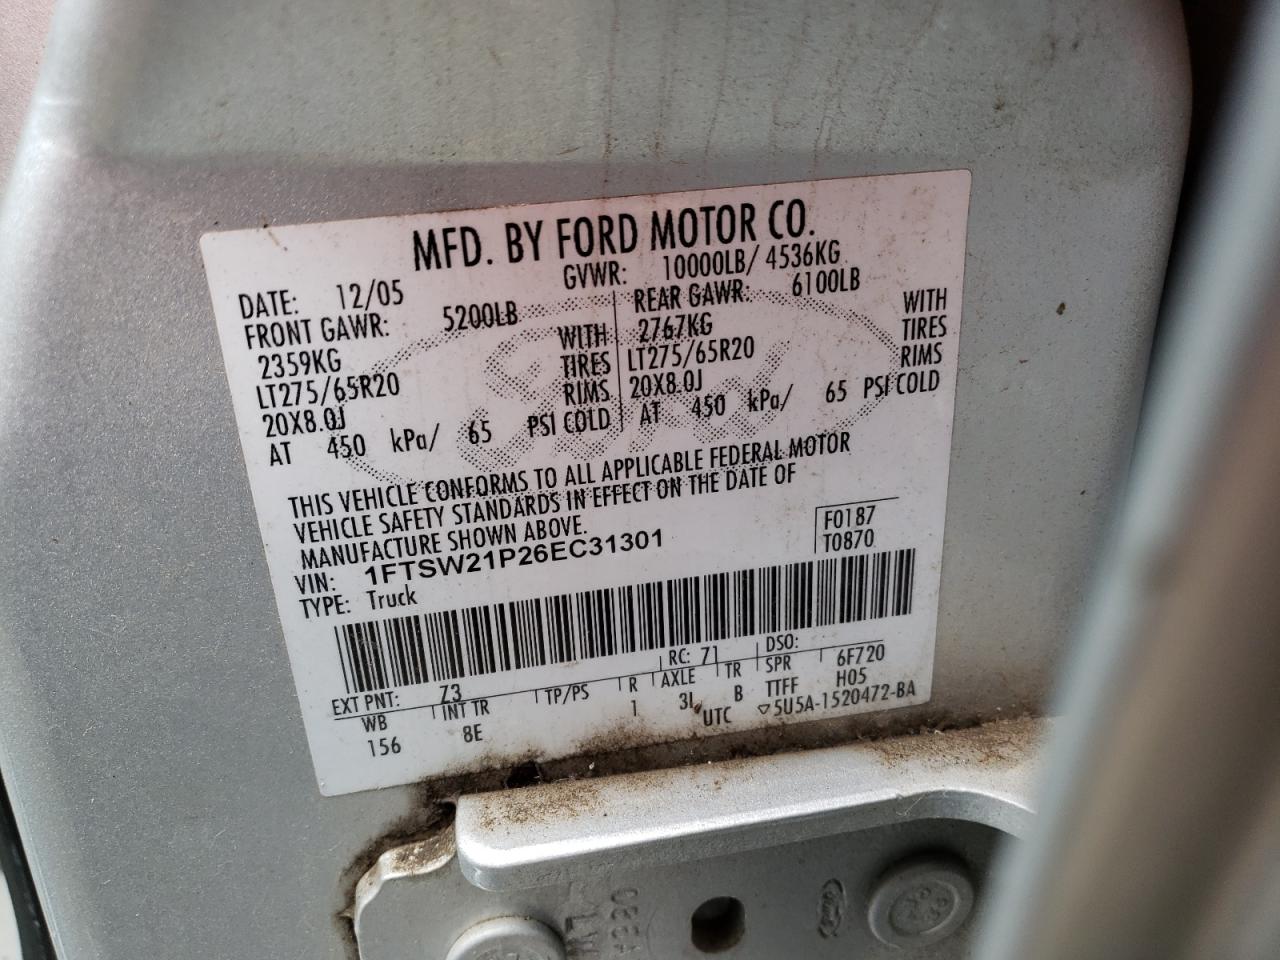 MFD. BY FORD MOTOR CO.
DATE: 12/05 GVWR: 10000LB/ 4536KG
FRONT GAWR: 5200LB REAR GAWR: 6100LB
2359KG WITH 2767KG WITH
LT275/65R20 TIRES LT275/65R20 TIRES
20X8.0J RIMS 20X8.0J RIMS
AT 450 kPa/ 65 PSI COLD AT 450 kPa/ 65 PSI COLD
THIS VEHICLE CONFORMS TO ALL APPLICABLE FEDERAL MOTOR
VEHICLE SAFETY STANDARDS IN EFFECT ON THE DATE OF
MANUFACTURE SHOWN ABOVE.
VIN: 1FTSW21P26EC31301 F0187
TYPE: Truck T0870
EXT PNT: Z3 RC: 71 DSO:
WB INT TR TP/PS R AXLE TR SPR 6F720
156 8E 1 3L B TTFF H05
UTC ▽5U5A-1520472-BA